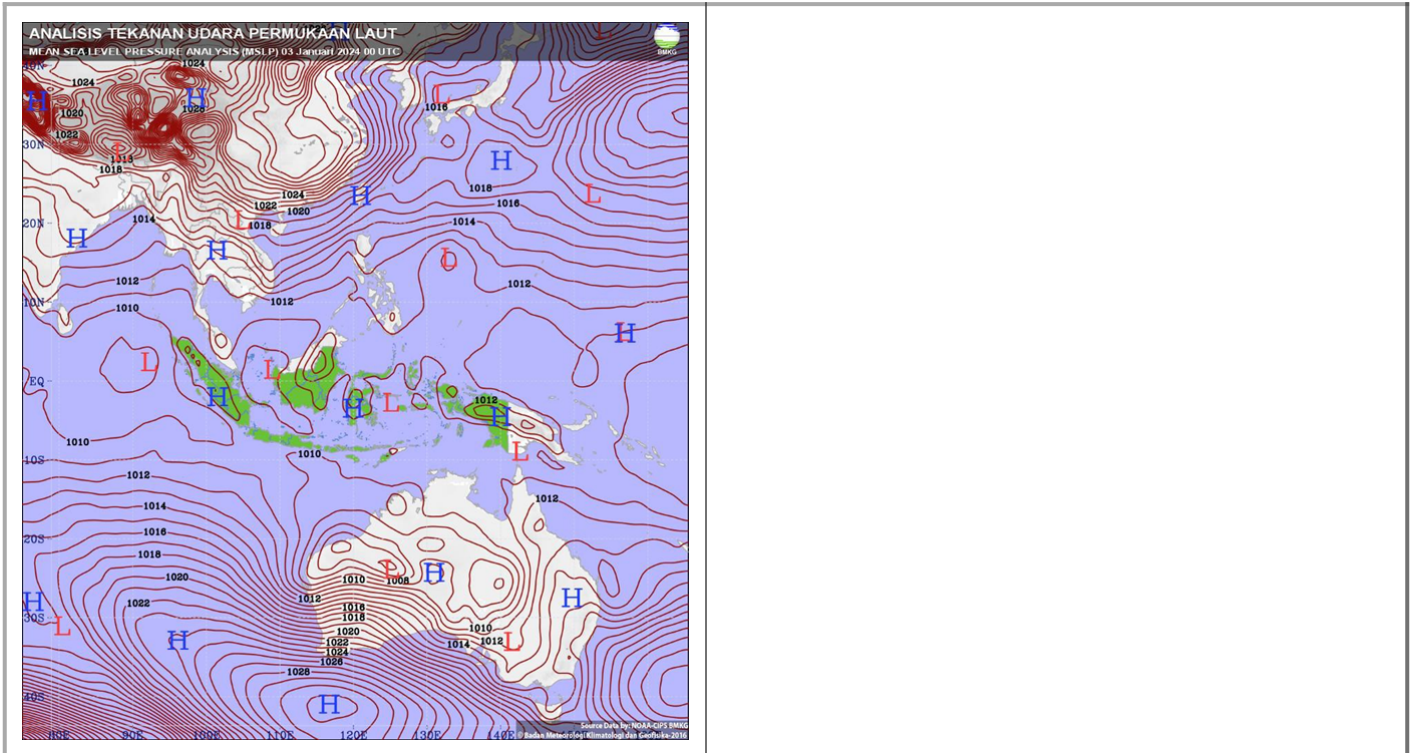 ANALISIS TEKANAN UDARA PERMUKAAN LAUT
MEAN SEA LEVEL PRESSURE ANALYSIS (MSLP) 03 Januari 2024 00 UTC
BMKG
L
H
40N
1024
1024
H
H
1028
L
1016
1020
1022
30N
L
1018
H
1018
1024
H
1022
1020
1016
L
1014
L
1018
1014
20N
H
H
L
1012
1012
1012
10N
1010
H
L
L
L
EQ
H
H
L
1012
H
1010
L
10S
1010
1012
1012
1014
1016
20S
1018
L
H
1020
1010
1008
H
H
1022
1012
1016
1018
30S
L
1020
1010
H
1022
1014
1012
L
1024
1026
1028
H
40S
Source Data by: NOAA-CIPS BMKG
80E
90E
100E
110E
120E
130E
140E
© Badan Meteorologi Klimatologi dan Geofisika-2016